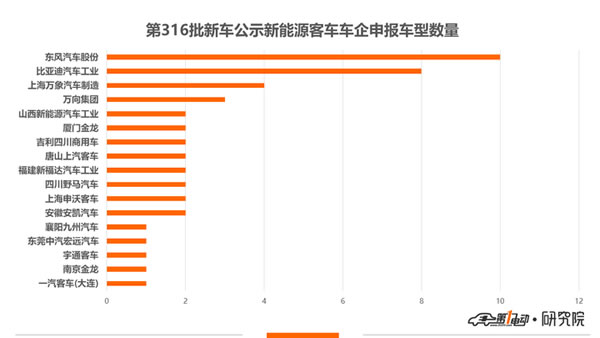 第316批新车公示新能源客车车企申报车型数量
东风汽车股份
比亚迪汽车工业
上海万象汽车制造
万向集团
山西新能源汽车工业
厦门金龙
吉利四川商用车
唐山上汽客车
福建新福达汽车工业
四川野马汽车
上海申沃客车
安徽安凯汽车
襄阳九州汽车
东莞中汽宏远汽车
宇通客车
南京金龙
一汽客车(大连)
0 2 4 6 8 10 12
第1电动·研究院